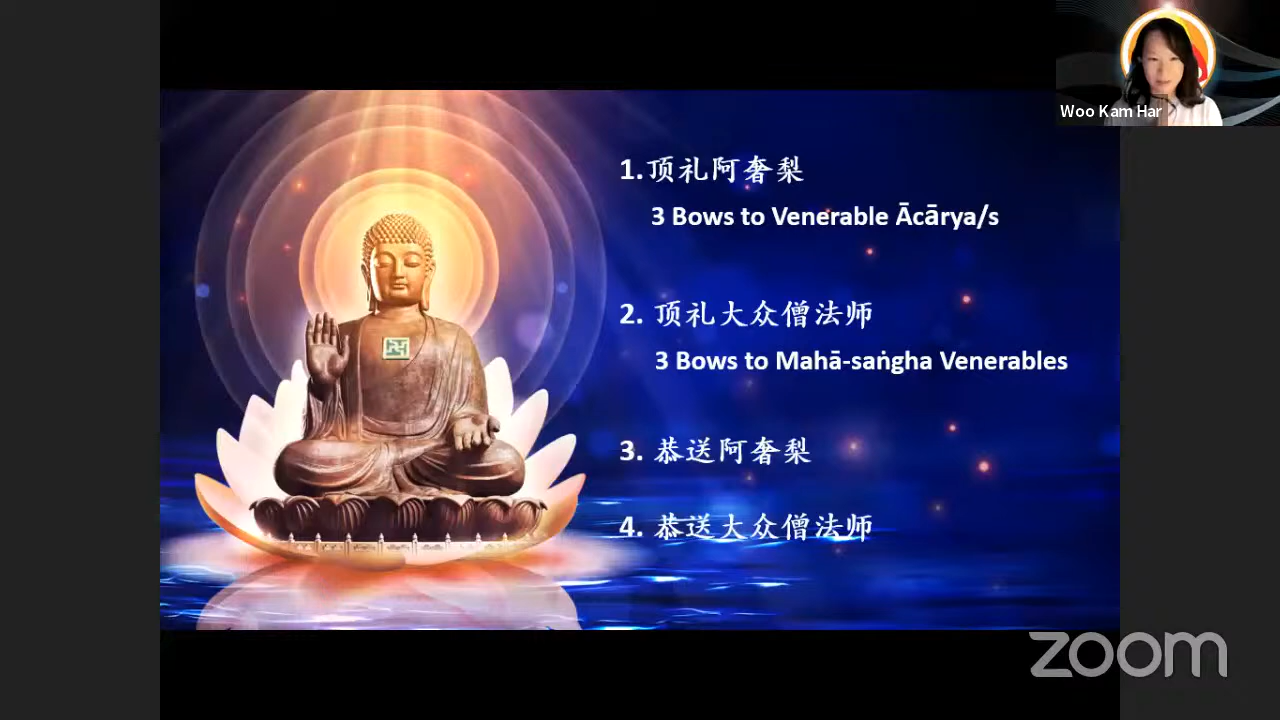 Woo Kam Har
1.顶礼阿奢梨
3 Bows to Venerable Ācārya/s
2. 顶礼大众僧法师
3 Bows to Mahā-saṅgha Venerables
3. 恭送阿奢梨
4. 恭送大众僧法师
zoom